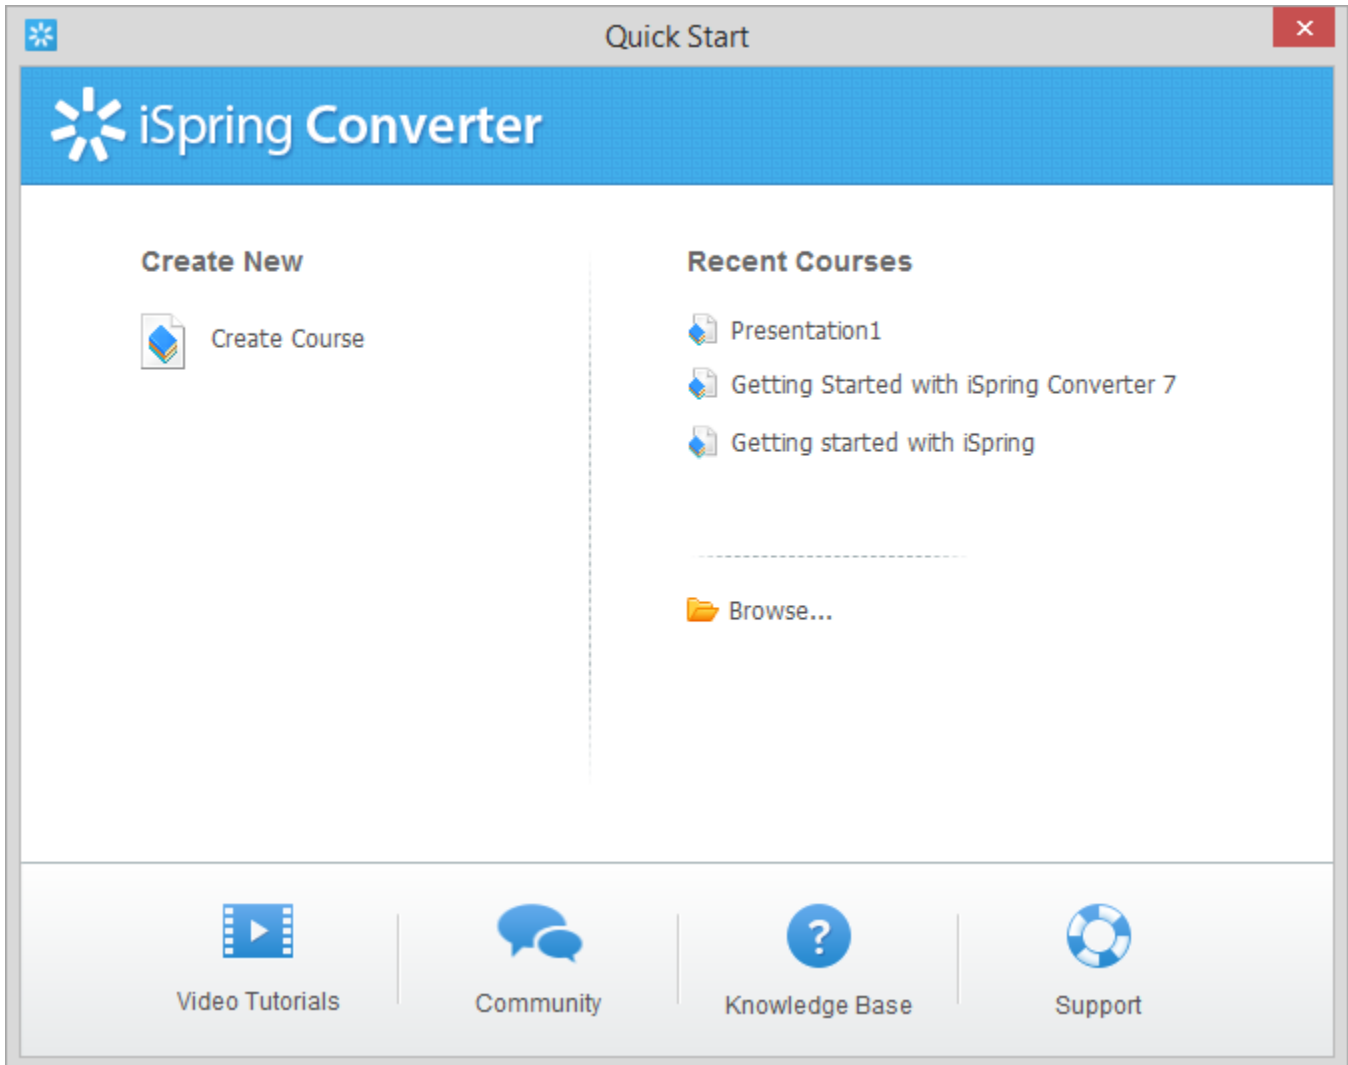 Quick Start
iSpring Converter
Create New
Create Course
Recent Courses
Presentation1
Getting Started with iSpring Converter 7
Getting started with iSpring
Browse...
Video Tutorials
Community
Knowledge Base
Support